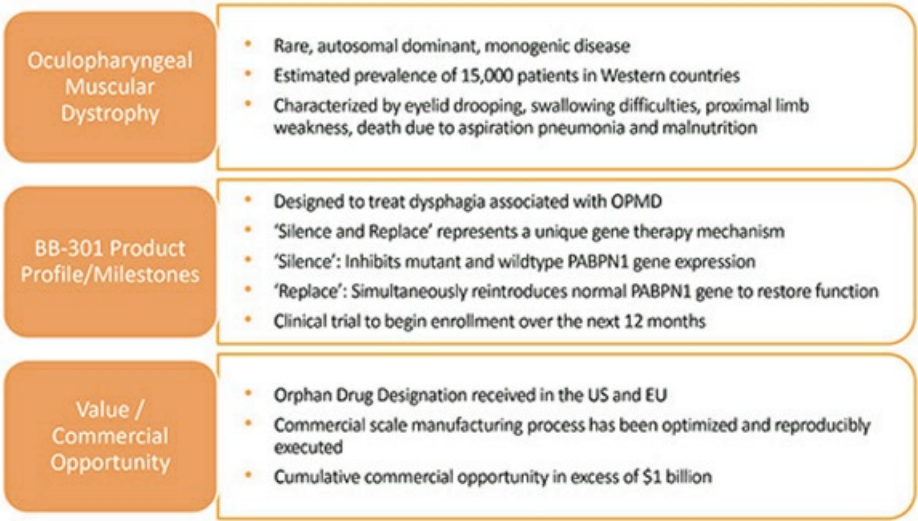 Oculopharyngeal
Muscular
Dystrophy
• Rare, autosomal dominant, monogenic disease
• Estimated prevalence of 15,000 patients in Western countries
• Characterized by eyelid drooping, swallowing difficulties, proximal limb
weakness, death due to aspiration pneumonia and malnutrition
BB-301 Product
Profile/Milestones
• Designed to treat dysphagia associated with OPMD
• ‘Silence and Replace’ represents a unique gene therapy mechanism
• ‘Silence’: Inhibits mutant and wildtype PABPN1 gene expression
• ‘Replace’: Simultaneously reintroduces normal PABPN1 gene to restore function
• Clinical trial to begin enrollment over the next 12 months
Value /
Commercial
Opportunity
• Orphan Drug Designation received in the US and EU
• Commercial scale manufacturing process has been optimized and reproducibly
executed
• Cumulative commercial opportunity in excess of $1 billion